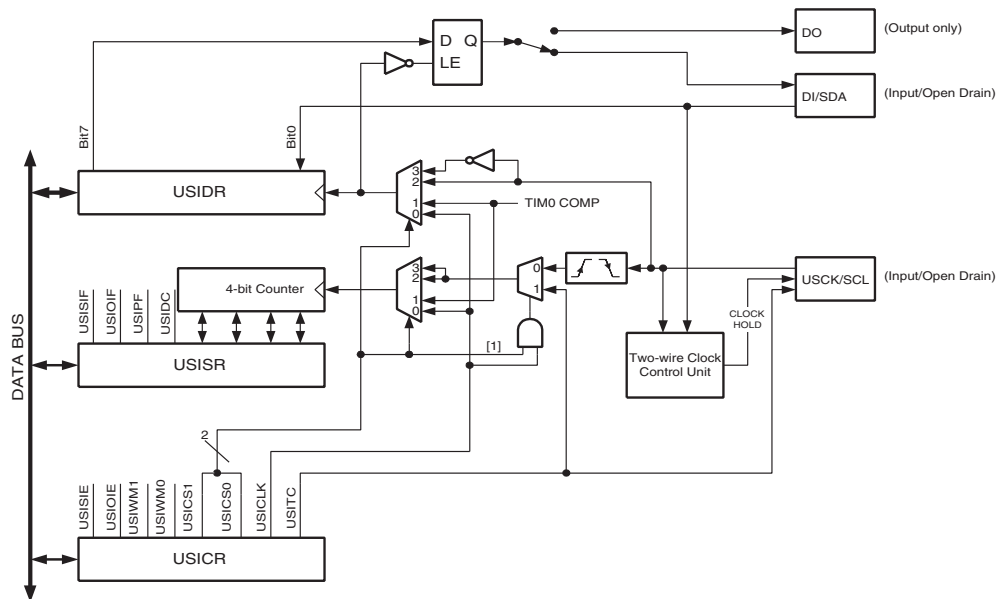 DO
(Output only)
D Q
LE
DI/SDA
(Input/Open Drain)
Bit7
Bit0
USIDR
3
2
1
0
TIM0 COMP
DATA BUS
USISIF
USIOIF
USIPF
USIDC
4-bit Counter
3
2
1
0
0
1
USCK/SCL
(Input/Open Drain)
CLOCK
HOLD
[1]
USISR
Two-wire Clock
Control Unit
2
USISIE
USIOIE
USIWM1
USIWM0
USICS1
USICS0
USICLK
USITC
USICR